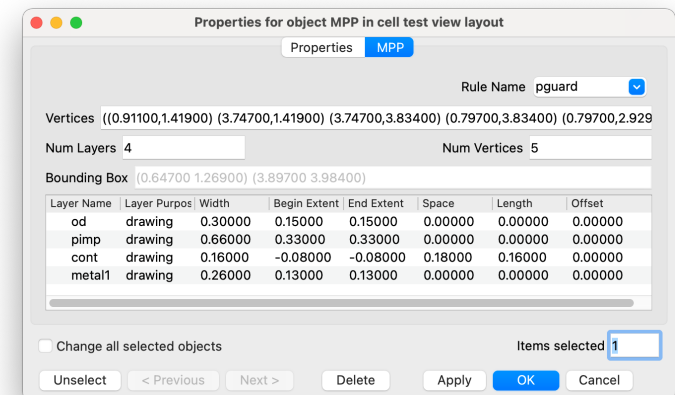 Properties for object MPP in cell test view layout
Properties MPP
Rule Name pguard
Vertices ((0.91100,1.41900) (3.74700,1.41900) (3.74700,3.83400) (0.79700,3.83400) (0.79700,2.929
Num Layers 4 Num Vertices 5
Bounding Box (0.64700 1.26900) (3.89700 3.98400)
Layer Name Layer Purpos Width Begin Extent End Extent Space Length Offset
od drawing 0.30000 0.15000 0.15000 0.00000 0.00000 0.00000
pimp drawing 0.66000 0.33000 0.33000 0.00000 0.00000 0.00000
cont drawing 0.16000 -0.08000 -0.08000 0.18000 0.16000 0.00000
metal1 drawing 0.26000 0.13000 0.13000 0.00000 0.00000 0.00000
Change all selected objects Items selected 1
Unselect < Previous Next > Delete Apply OK Cancel